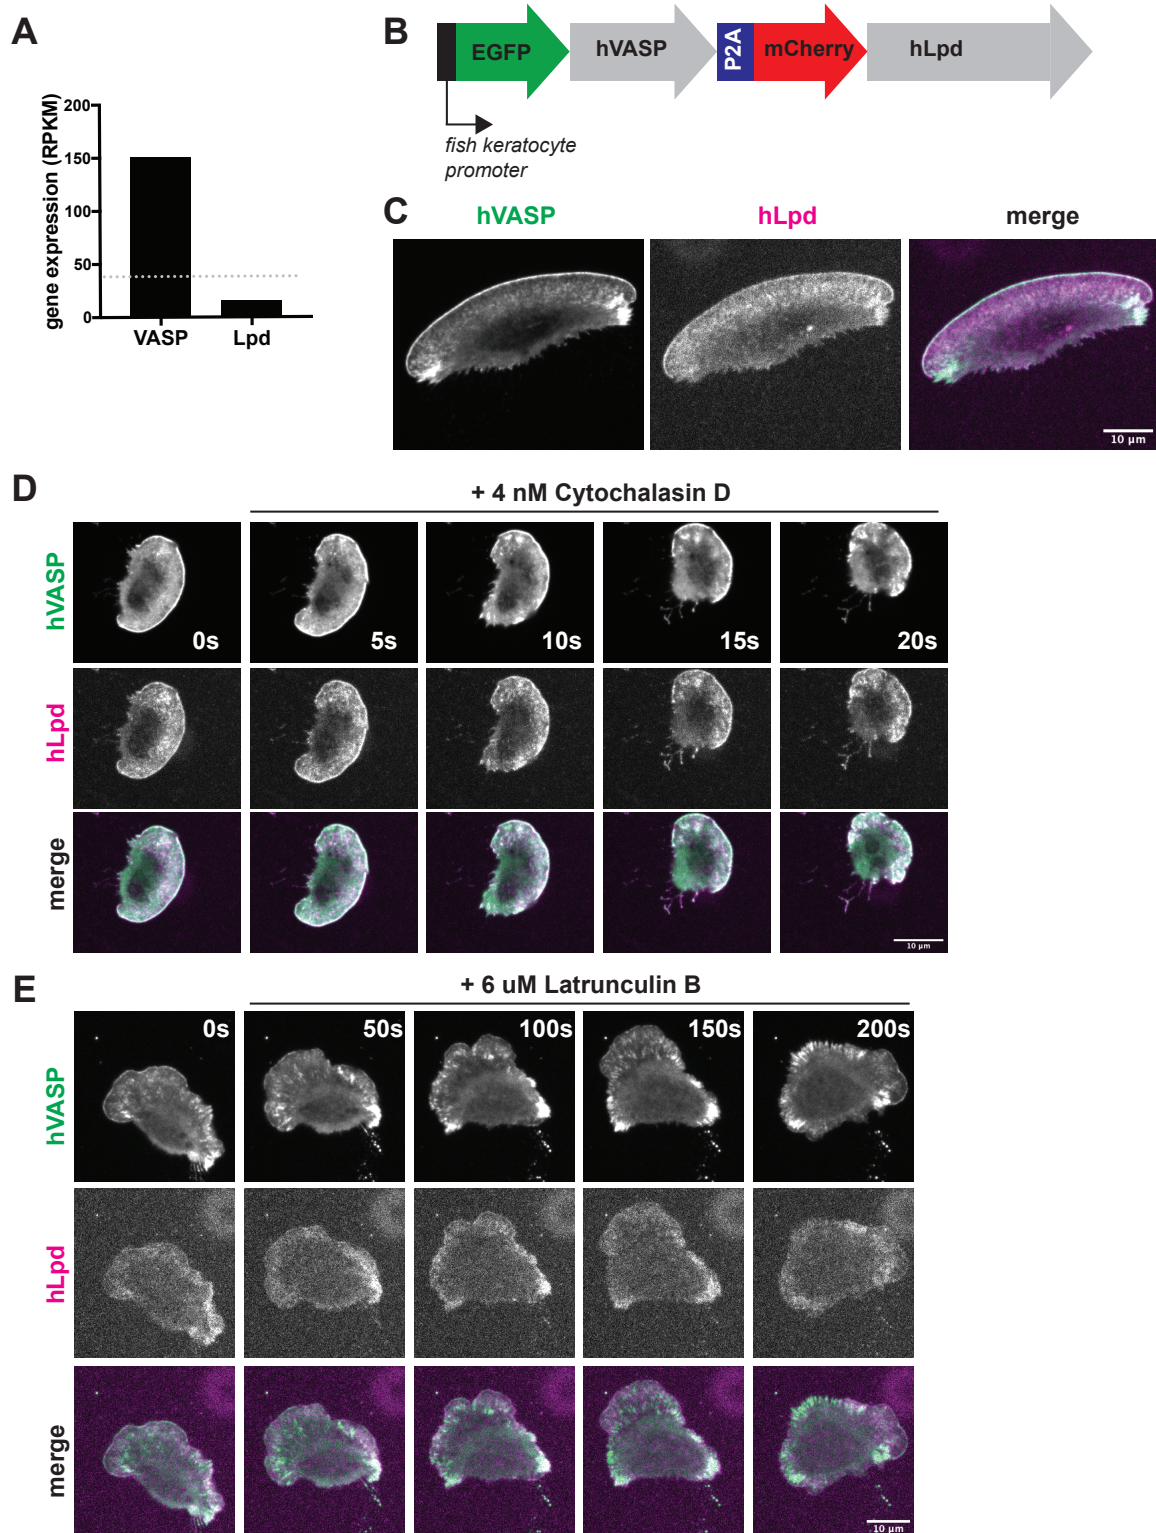 A
gene expression (RPKM)
200
150
100
50
0
VASP Lpd
B
EGFP hVASP P2A mCherry hLpd
fish keratocyte
promoter
C
hVASP hLpd merge
10 µm
D
+ 4 nM Cytochalasin D
hVASP
0s 5s 10s 15s 20s
hLpd
merge
10 µm
E
+ 6 uM Latrunculin B
hVASP
0s 50s 100s 150s 200s
hLpd
merge
10 µm